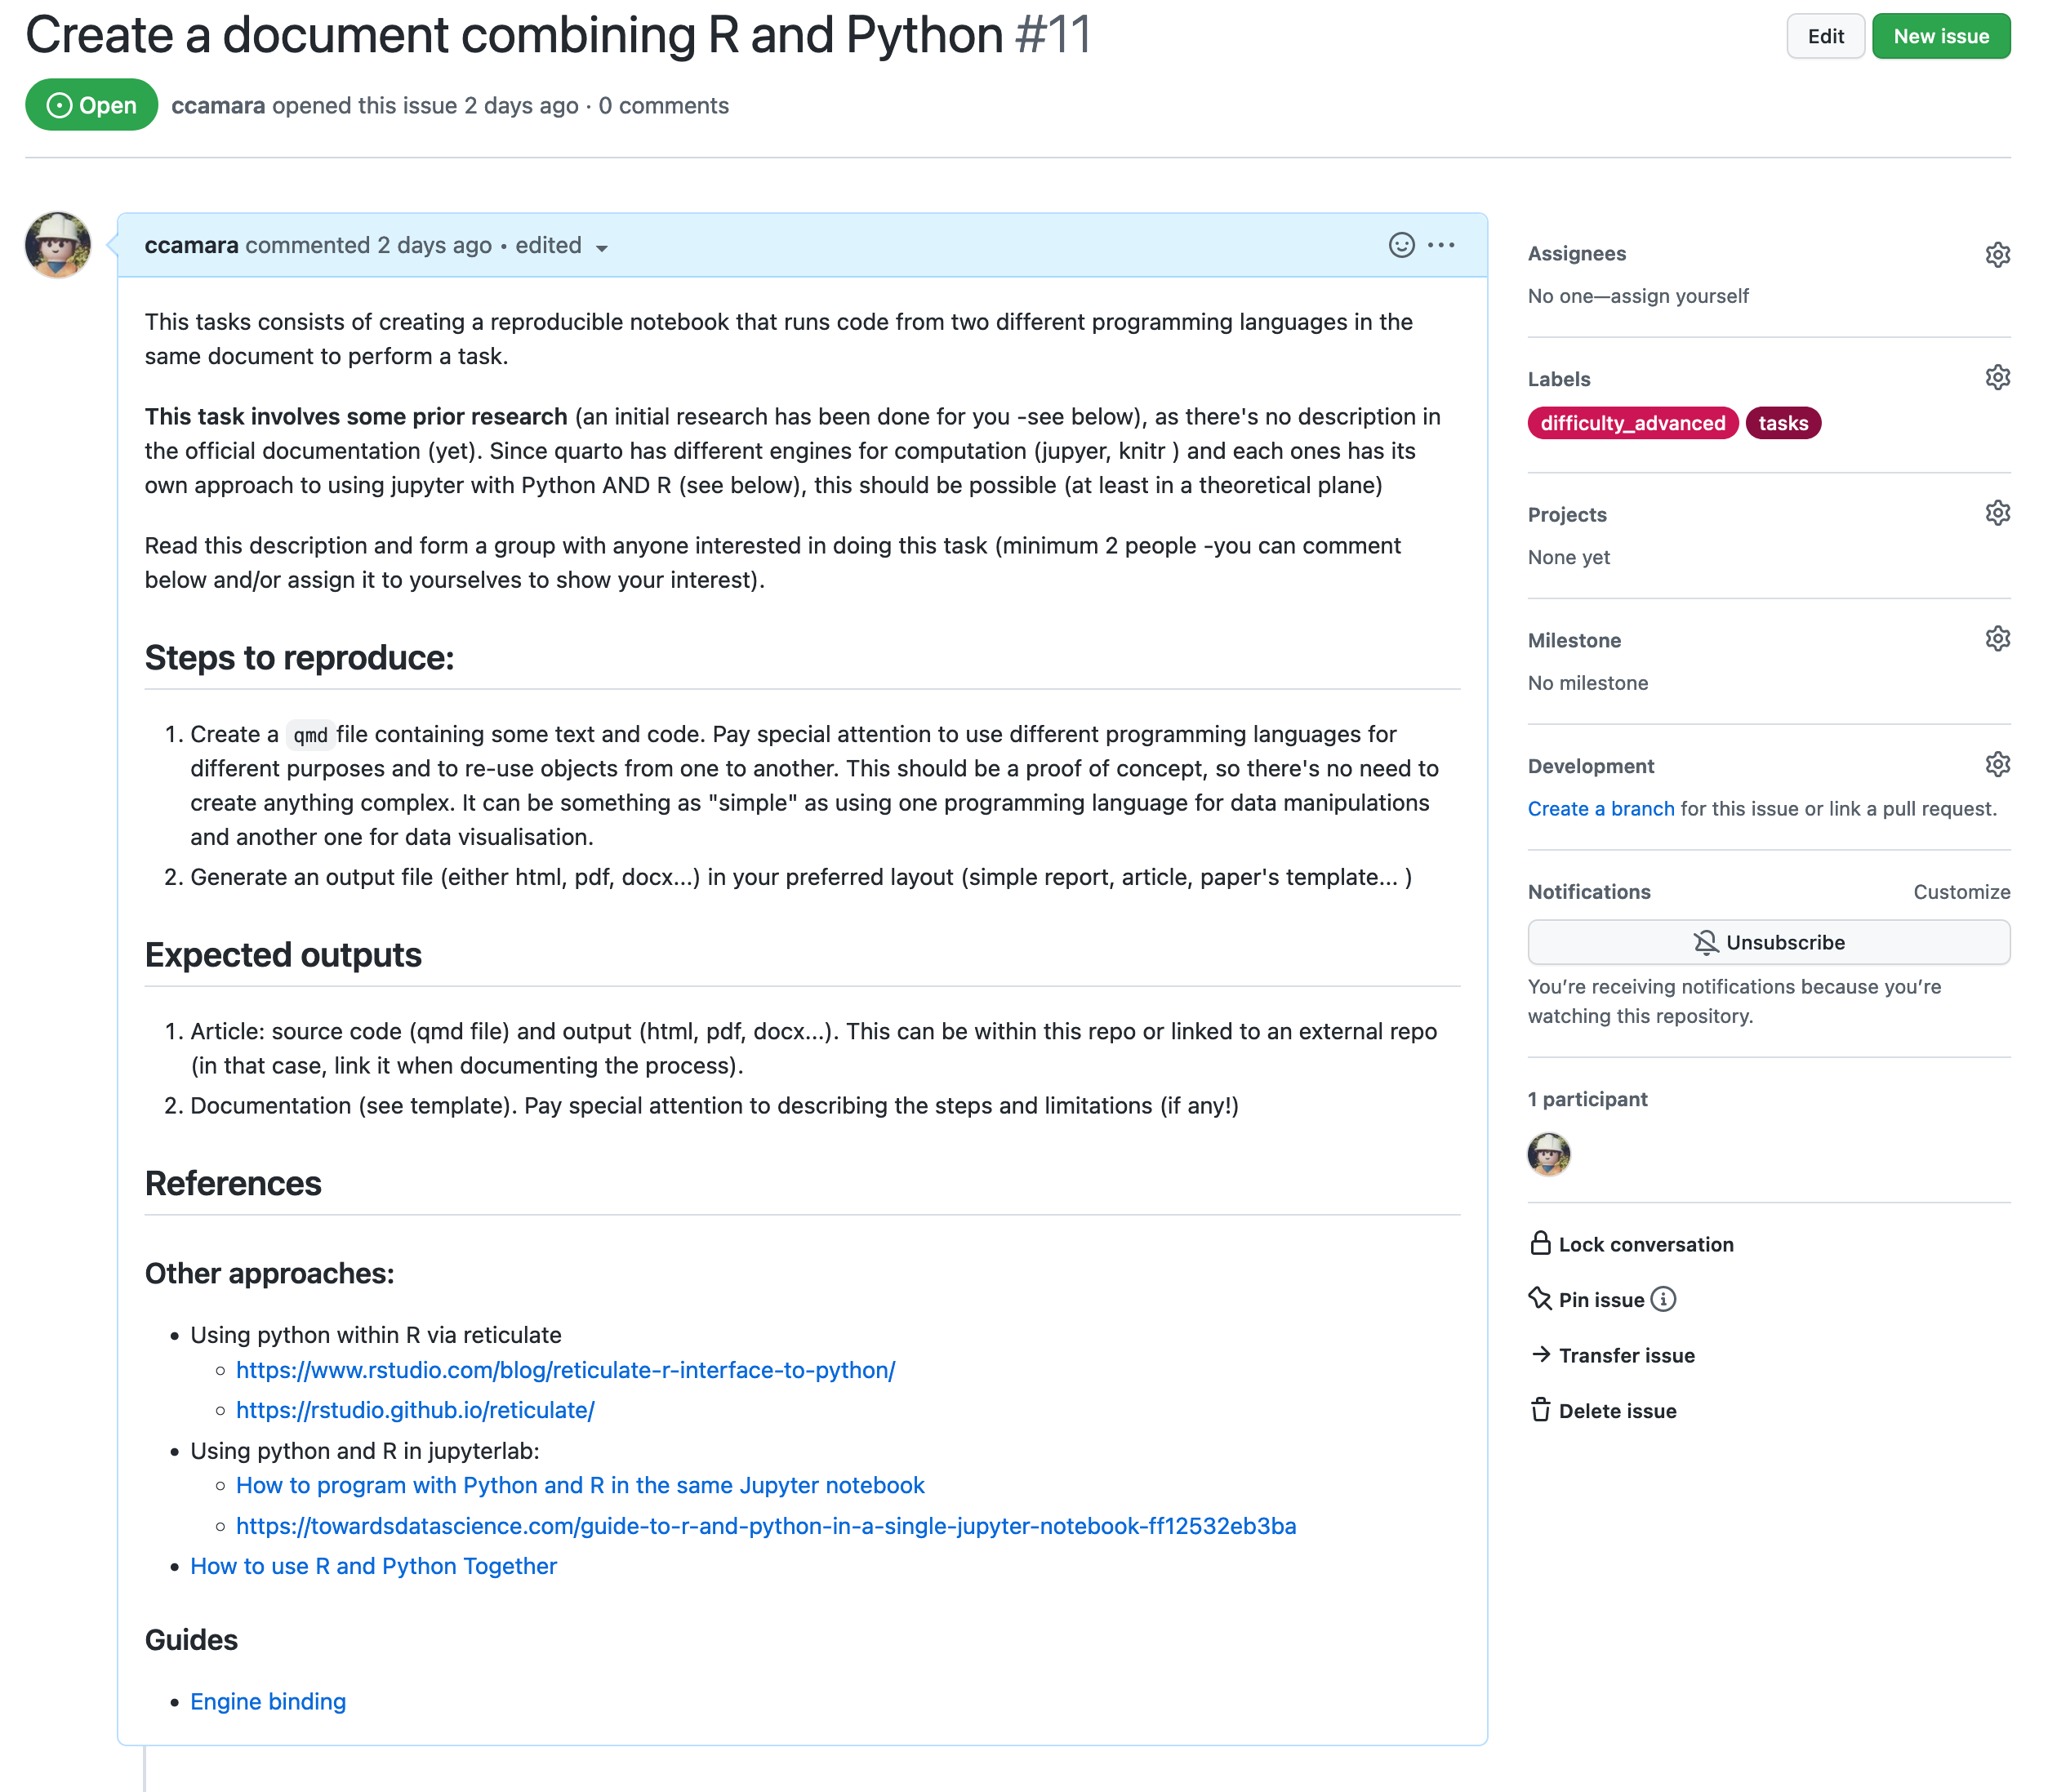 Create a document combining R and Python #11
Edit
New issue
Open
ccamara opened this issue 2 days ago · 0 comments
ccamara commented 2 days ago • edited
This tasks consists of creating a reproducible notebook that runs code from two different programming languages in the
same document to perform a task.
This task involves some prior research (an initial research has been done for you -see below), as there's no description in
the official documentation (yet). Since quarto has different engines for computation (jupyer, knitr ) and each ones has its
own approach to using jupyter with Python AND R (see below), this should be possible (at least in a theoretical plane)
Read this description and form a group with anyone interested in doing this task (minimum 2 people -you can comment
below and/or assign it to yourselves to show your interest).
Steps to reproduce:
1. Create a qmd file containing some text and code. Pay special attention to use different programming languages for
different purposes and to re-use objects from one to another. This should be a proof of concept, so there's no need to
create anything complex. It can be something as "simple" as using one programming language for data manipulations
and another one for data visualisation.
2. Generate an output file (either html, pdf, docx...) in your preferred layout (simple report, article, paper's template... )
Expected outputs
1. Article: source code (qmd file) and output (html, pdf, docx...). This can be within this repo or linked to an external repo
(in that case, link it when documenting the process).
2. Documentation (see template). Pay special attention to describing the steps and limitations (if any!)
References
Other approaches:
• Using python within R via reticulate
https://www.rstudio.com/blog/reticulate-r-interface-to-python/
https://rstudio.github.io/reticulate/
• Using python and R in jupyterlab:
How to program with Python and R in the same Jupyter notebook
https://towardsdatascience.com/guide-to-r-and-python-in-a-single-jupyter-notebook-ff12532eb3ba
• How to use R and Python Together
Guides
• Engine binding
Assignees
No one—assign yourself
Labels
difficulty_advanced
tasks
Projects
None yet
Milestone
No milestone
Development
Create a branch for this issue or link a pull request.
Notifications
Customize
Unsubscribe
You're receiving notifications because you're
watching this repository.
1 participant
Lock conversation
Pin issue
Transfer issue
Delete issue